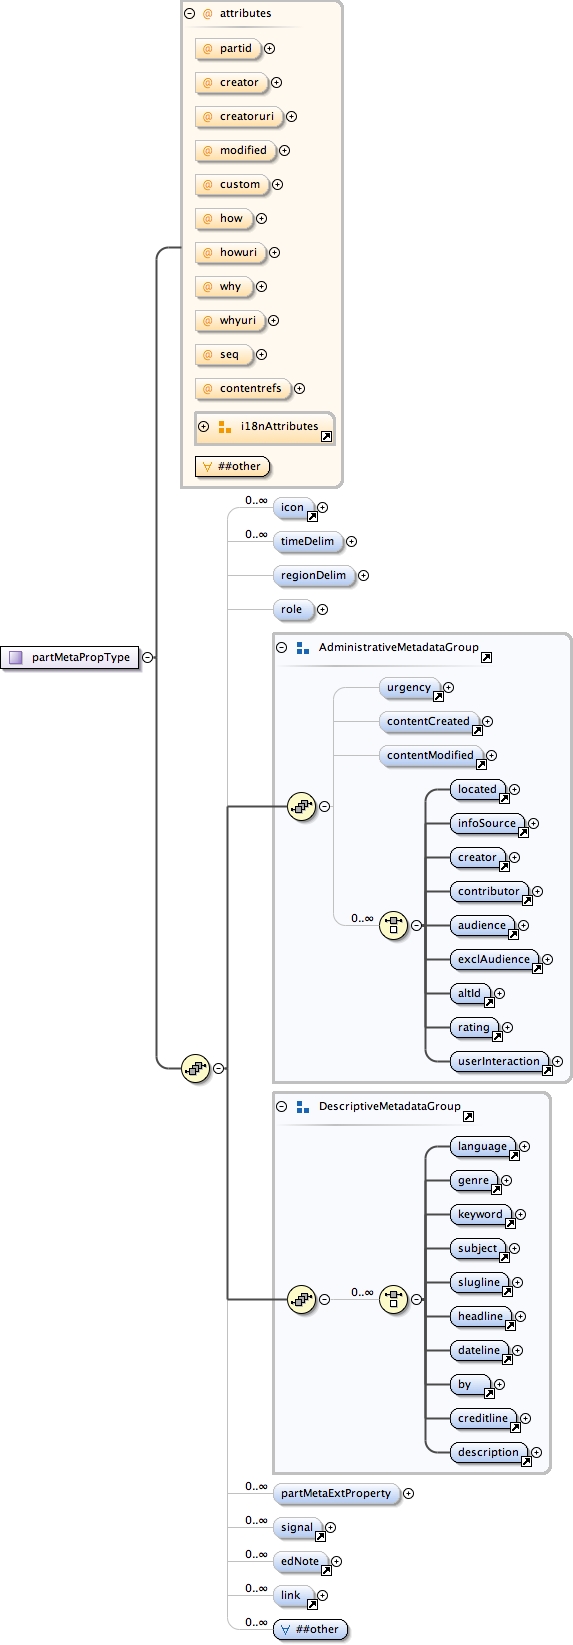 attributes
@ partid
@ creator
@ creatoruri
@ modified
@ custom
@ how
@ howuri
@ why
@ whyuri
@ seq
@ contentrefs
i18nAttributes
##other
0..∞ icon
0..∞ timeDelim
regionDelim
role
partMetaPropType
AdministrativeMetadataGroup
urgency
contentCreated
contentModified
located
infoSource
creator
contributor
0..∞ audience
exclAudience
altId
rating
userInteraction
DescriptiveMetadataGroup
language
genre
keyword
subject
0..∞ slugline
headline
dateline
by
creditline
description
0..∞ partMetaExtProperty
0..∞ signal
0..∞ edNote
0..∞ link
0..∞ ##other